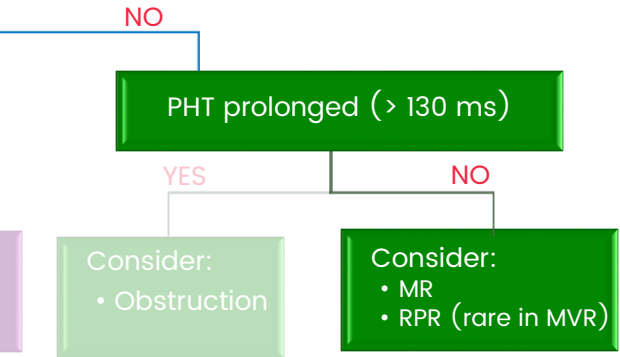 NO
PHT prolonged (> 130 ms)
YES
NO
Consider:
• Obstruction
Consider:
• MR
• RPR (rare in MVR)